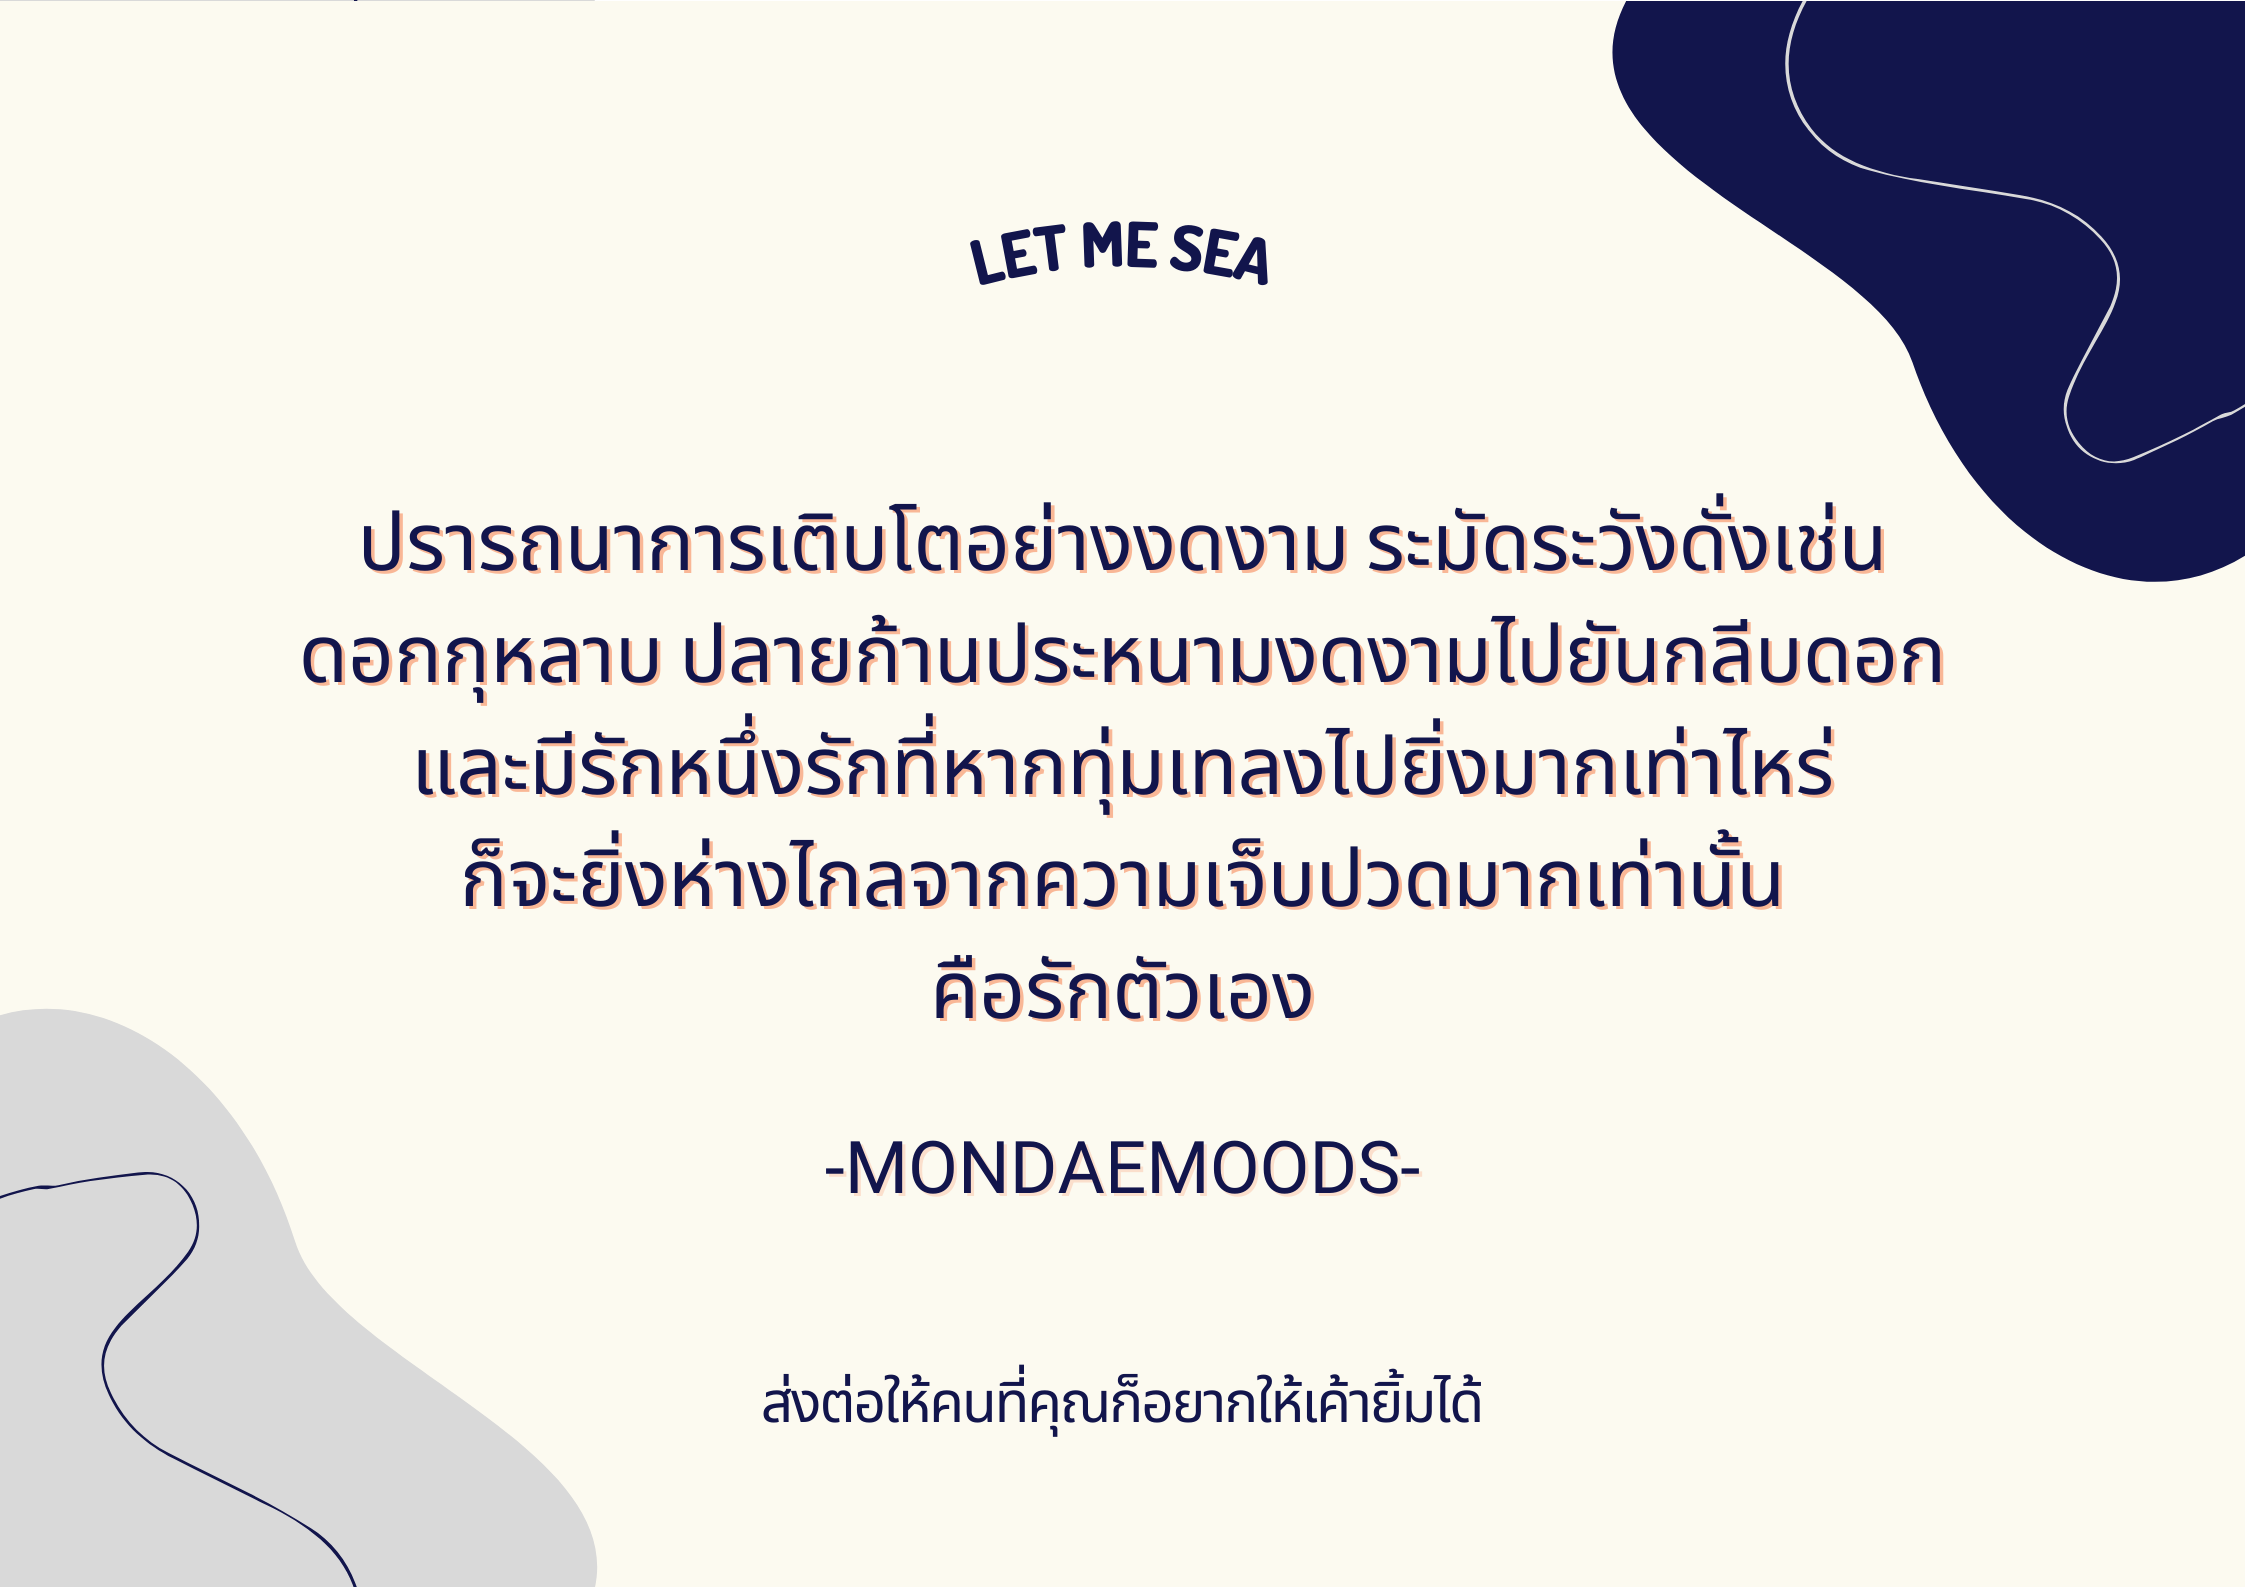 LET ME SEA
ปรารถนาการเติบโตอย่างงดงาม ระมัดระวังดั่งเช่น
ดอกกุหลาบ ปลายก้านประหนามงดงามไปยันกลีบดอก
และมีรักหนึ่งรักที่หากทุ่มเทลงไปยิ่งมากเท่าไหร่
ก็จะยิ่งห่างไกลจากความเจ็บปวดมากเท่านั้น
คือรักตัวเอง
-MONDAEMOODS-
ส่งต่อให้คนที่คุณก็อยากให้เค้ายิ้มได้